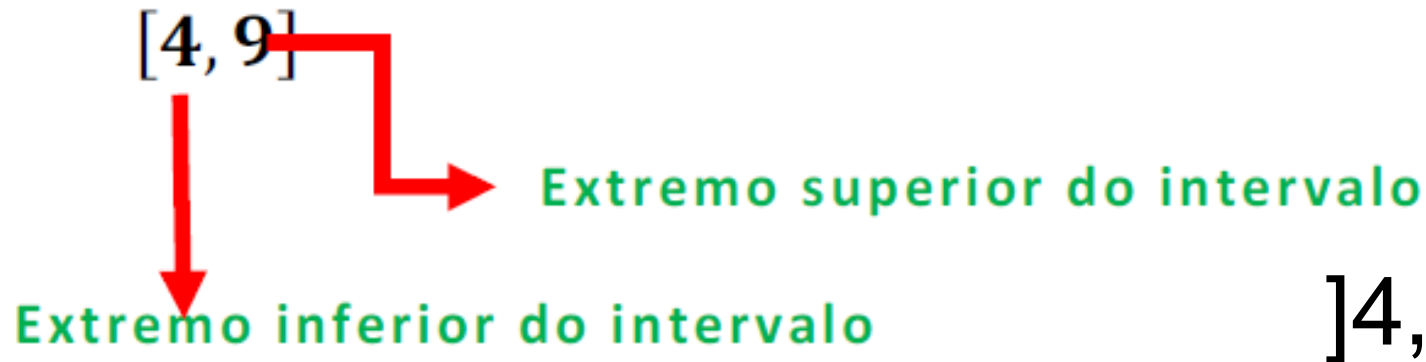 [4, 9]
Extremo superior do intervalo
Extremo inferior do intervalo
]4,